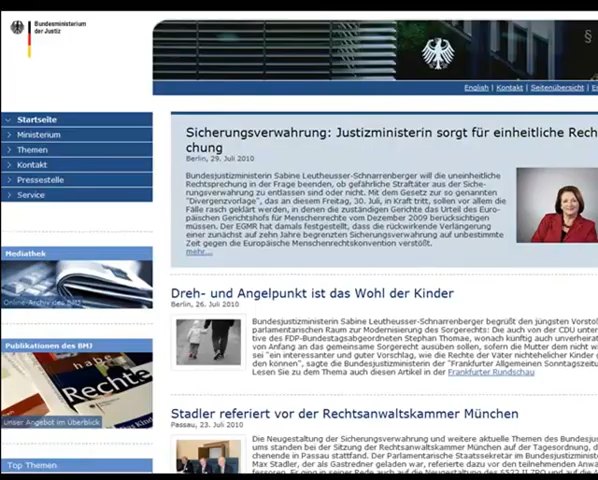 Bundesministerium
der Justiz
§
English | Kontakt | Seitenübersicht |
Startseite
Ministerium
Themen
Kontakt
Pressestelle
Service
Mediathek
Online-Archiv des BMJ
Publikationen des BMJ
habe
Rechte
Unser Angebot im Überblick
Top Themen
Sicherungsverwahrung: Justizministerin sorgt für einheitliche Rech
chung
Berlin, 29. Juli 2010
Bundesjustizministerin Sabine Leutheusser-Schnarrenberger will die uneinheitliche
Rechtsprechung in der Frage beenden, ob gefährliche Straftäter aus der Siche-
rungsverwahrung zu entlassen sind oder nicht. Mit dem Gesetz zur so genannten
"Divergenzvorlage", das an diesem Freitag, 30. Juli, in Kraft tritt, sollen vor allem die
Fälle rasch geklärt werden, in denen die zuständigen Gerichte das Urteil des Euro-
päischen Gerichtshofs für Menschenrechte vom Dezember 2009 berücksichtigen
müssen. Der EGMR hat damals festgestellt, dass die rückwirkende Verlängerung
einer zunächst auf zehn Jahre begrenzten Sicherungsverwahrung auf unbestimmte
Zeit gegen die Europäische Menschenrechtskonvention verstößt.
mehr...
Dreh- und Angelpunkt ist das Wohl der Kinder
Berlin, 26. Juli 2010
Bundesjustizministerin Sabine Leutheusser-Schnarrenberger begrüßt den jüngsten Vorsto
parlamentarischen Raum zur Modernisierung des Sorgerechts: Die auch von der CDU unter
tive des FDP-Bundestagsabgeordneten Stephan Thomae, wonach künftig auch unverheirat
von Anfang an das gemeinsame Sorgerecht ausüben sollen, sofern die Mutter dem nicht w
sei "ein interessanter und guter Vorschlag, wie die Rechte der Väter nichtehelicher Kinder g
den können", sagte die Bundesjustizministerin der "Frankfurter Allgemeinen Sonntagszeitu
Lesen Sie zu dem Thema auch diesen Artikel in der Frankfurter Rundschau
Stadler referiert vor der Rechtsanwaltskammer München
Passau, 23. Juli 2010
Die Neugestaltung der Sicherungsverwahrung und weitere aktuelle Themen des Bundesju
ums standen bei der Sitzung der Rechtsanwaltskammer München auf der Tagesordnung, d
chenende in Passau stattfand. Der Parlamentarische Staatssekretär im Bundesjustizministe
Max Stadler, der als Gastredner geladen war, referierte dazu vor den teilnehmenden Anwä